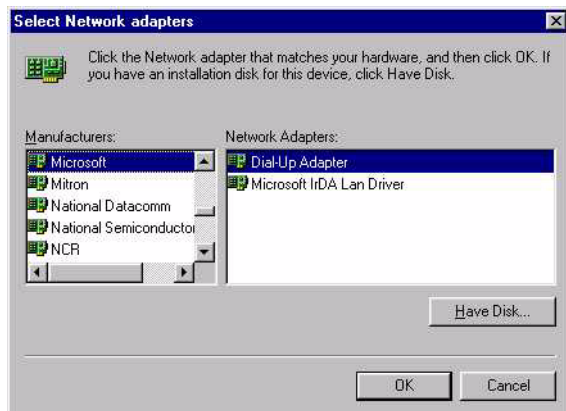 Select Network adapters
Click the Network adapter that matches your hardware, and then click OK. If
you have an installation disk for this device, click Have Disk.
Manufacturers:
Microsoft
Mitron
National Datacomm
National Semiconducto
NCR
Network Adapters:
Dial-Up Adapter
Microsoft IrDA Lan Driver
Have Disk...
OK
Cancel